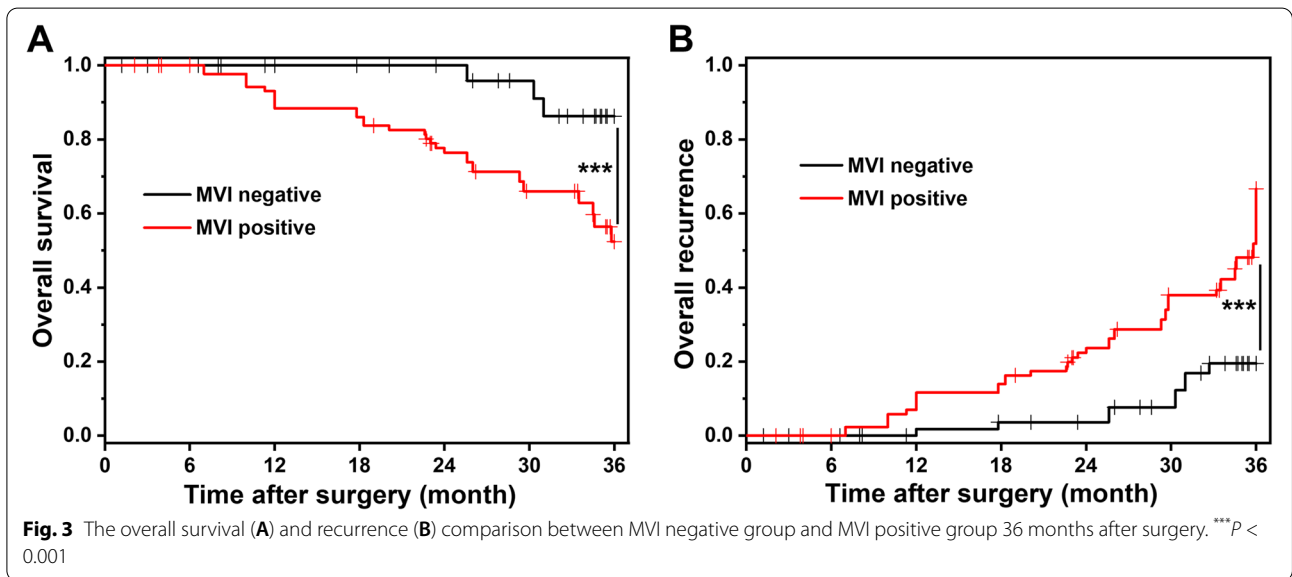 A
1.0
0.8
0.6
0.4
0.2
0.0
Overall survival
MVI negative
MVI positive
***
0 6 12 18 24 30 36
Time after surgery (month)
B
1.0
0.8
0.6
0.4
0.2
0.0
Overall recurrence
MVI negative
MVI positive
***
0 6 12 18 24 30 36
Time after surgery (month)
Fig. 3 The overall survival (A) and recurrence (B) comparison between MVI negative group and MVI positive group 36 months after surgery. ***P <
0.001